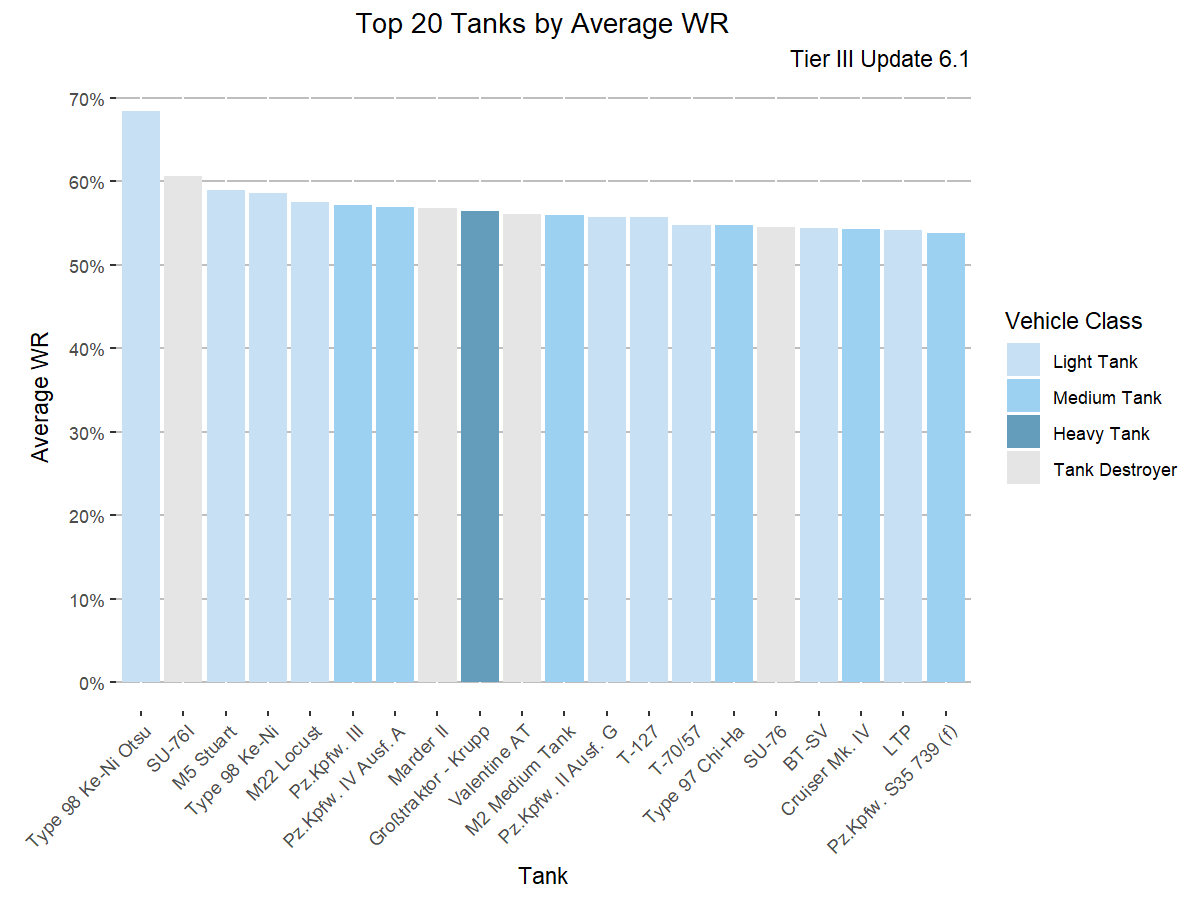 Top 20 Tanks by Average WR
Tier III Update 6.1
70%
60%
50%
40%
30%
20%
10%
0%
Average WR
Type 98 Ke-Ni Otsu
SU-76I
M5 Stuart
Type 98 Ke-Ni
M22 Locust
Pz.Kpfw. III
Pz.Kpfw. IV Ausf. A
Marder II
Großtraktor - Krupp
Valentine AT
M2 Medium Tank
Pz.Kpfw. II Ausf. G
T-127
T-70/57
Type 97 Chi-Ha
SU-76
BT-SV
Cruiser Mk. IV
LTP
Pz.Kpfw. S35 739 (f)
Tank
Vehicle Class
Light Tank
Medium Tank
Heavy Tank
Tank Destroyer